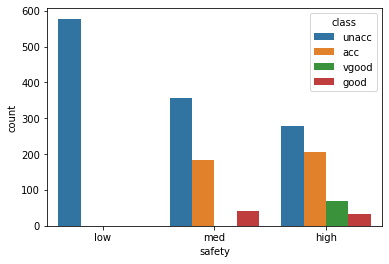 600
500
400
300
200
100
0
count
low
med
high
safety
class
unacc
acc
vgood
good